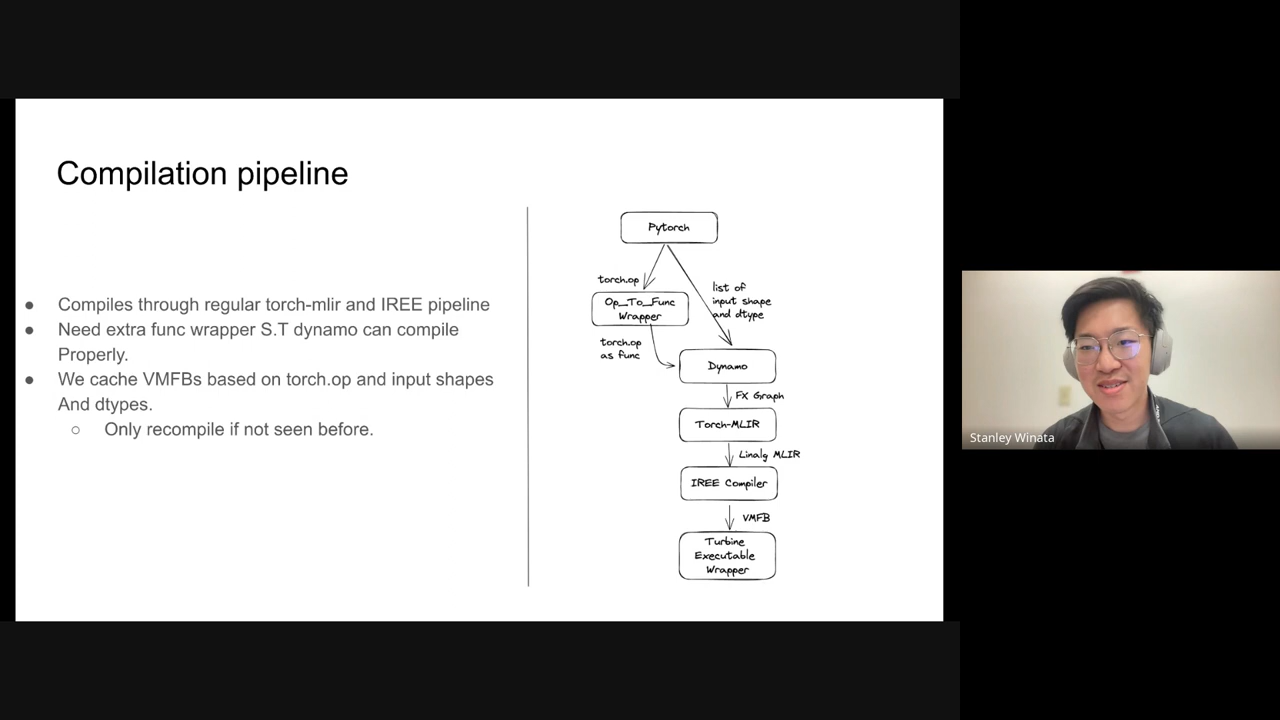 Compilation pipeline
● Compiles through regular torch-mlir and IREE pipeline
● Need extra func wrapper S.T dynamo can compile
Properly.
● We cache VMFBs based on torch.op and input shapes
And dtypes.
○ Only recompile if not seen before.
Pytorch
torch.op
list of
input shape
and dtype
Op_To_Func
Wrapper
torch.op
as func
Dynamo
FX Graph
Torch-MLIR
Linalg MLIR
IREE Compiler
VMFB
Turbine
Executable
Wrapper
Stanley Winata